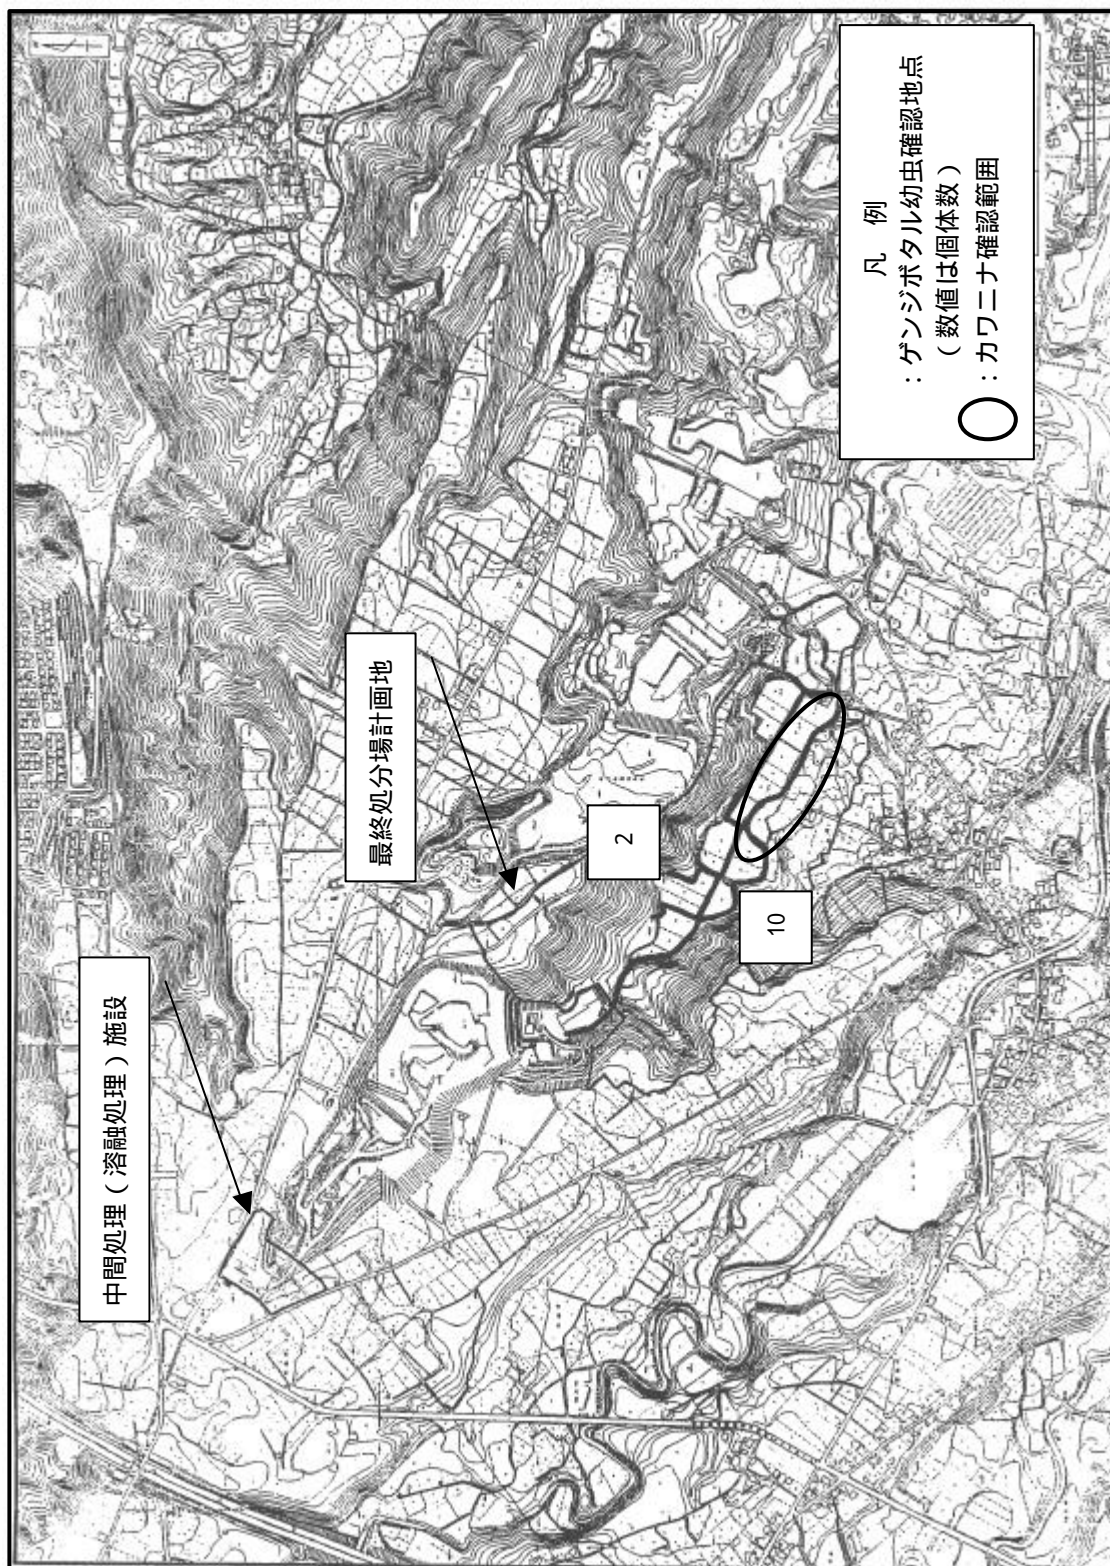 中間処理(溶融処理)施設
最終処分場計画地
2
10
凡 例
:ゲンジボタル幼虫確認地点
(数値は個体数)
:カワニナ確認範囲